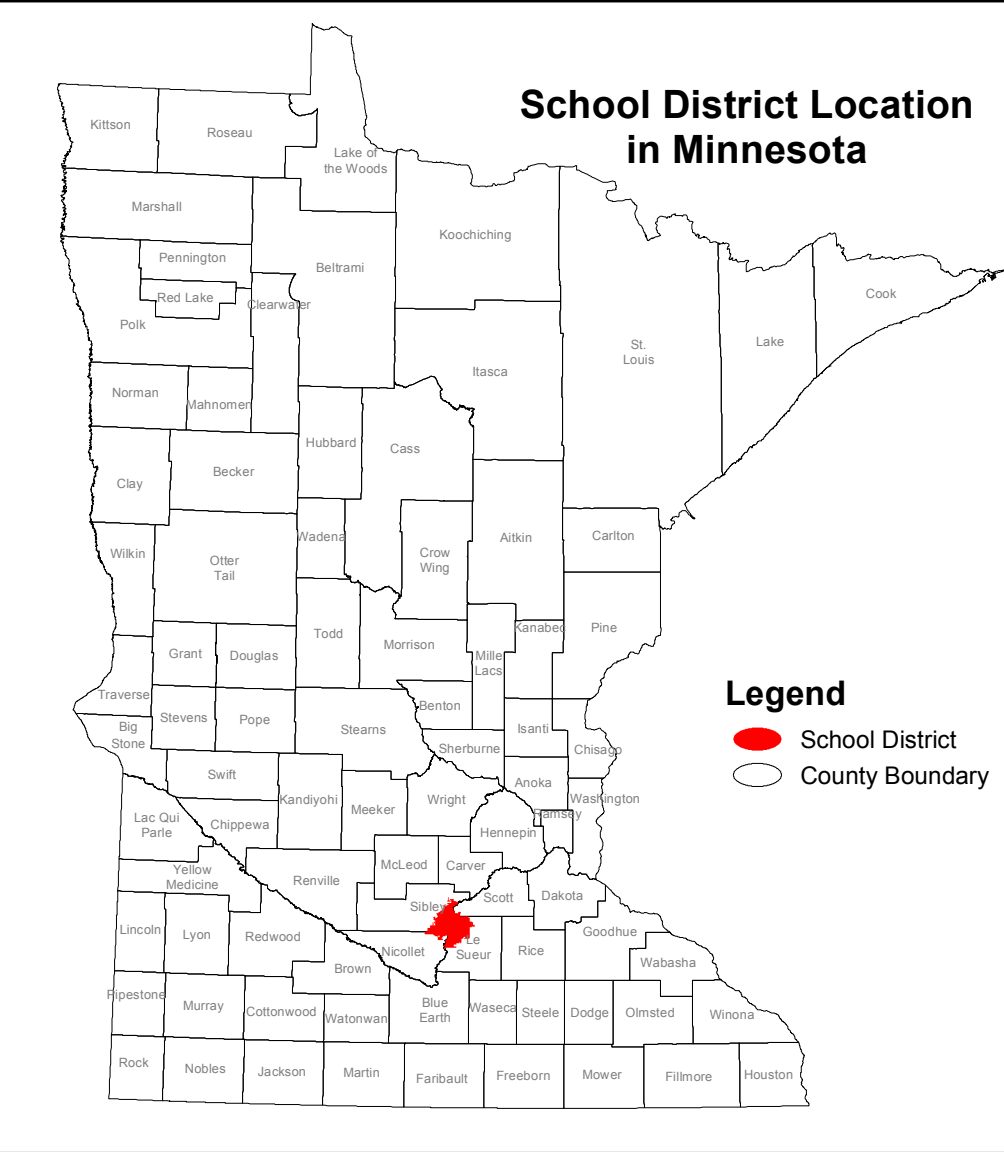 School District Location
in Minnesota
Kittson
Roseau
Lake of
the Woods
Marshall
Koochiching
Pennington
Beltrami
Red Lake
Clearwater
Cook
Polk
St.
Louis
Lake
Itasca
Norman
Mahnomen
Hubbard
Cass
Becker
Clay
Wadena
Aitkin
Carlton
Wilkin
Crow
Wing
Otter
Tail
Todd
Kanabec
Pine
Morrison
Grant
Douglas
Mille
Lacs
Traverse
Benton
Stevens
Pope
Stearns
Isanti
Big
Stone
Sherburne
Chisago
Legend
School District
County Boundary
Swift
Anoka
Kandiyohi
Wright
Washington
Meeker
Ramsey
Lac Qui
Parle
Chippewa
Hennepin
McLeod
Carver
Yellow
Medicine
Renville
Scott
Dakota
Sibley
Lincoln
Lyon
Redwood
Goodhue
Le
Sueur
Nicollet
Rice
Brown
Wabasha
Pipestone
Murray
Cottonwood
Watonwan
Blue
Earth
Waseca
Steele
Dodge
Olmsted
Winona
Rock
Nobles
Jackson
Martin
Faribault
Freeborn
Mower
Fillmore
Houston